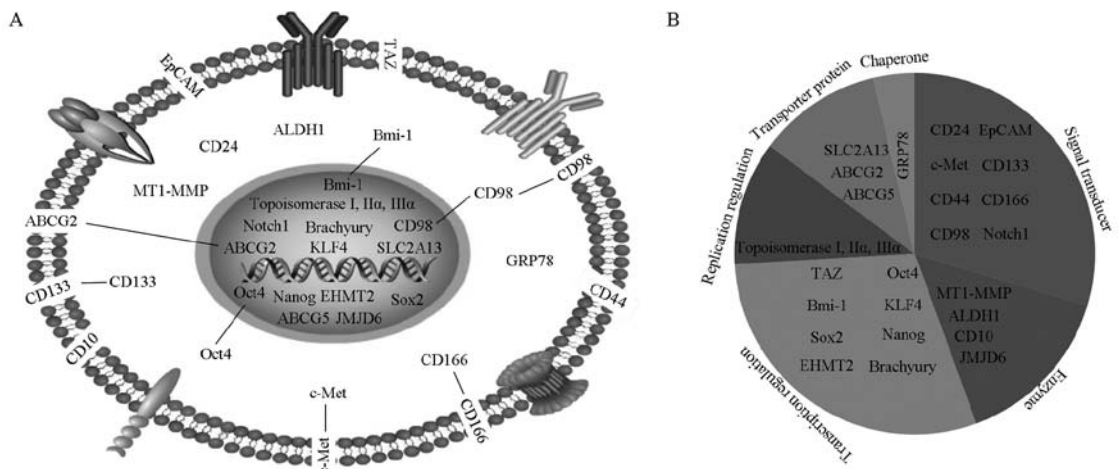 A
TAZ
EpCAM
ALDH1
Bmi-1
CD24
CD98
MT1-MMP
Bmi-1
CD98
Topoisomerase I, IIα, IIIα
ABCG2
Notch1
Brachyury
CD98
ABCG2
KLF4
SLC2A13
GRP78
CD133
CD133
Oct4
Nanog
EHMT2
Sox2
CD44
ABCG5
JMJD6
CD10
Oct4
CD166
c-Met
CD166
c-Met
B
Chaperone
Transporter protein
Signal transducer
GRP78
CD24 EpCAM
SLC2A13
c-Met CD133
ABCG2
ABCG5
CD44 CD166
Replication regulation
CD98 Notch1
Topoisomerase I, IIα, IIIα
TAZ Oct4
MT1-MMP
Bmi-1 KLF4
ALDH1
Sox2 Nanog
CD10
JMJD6
EHMT2 Brachyury
Enzyme
Transcription regulation